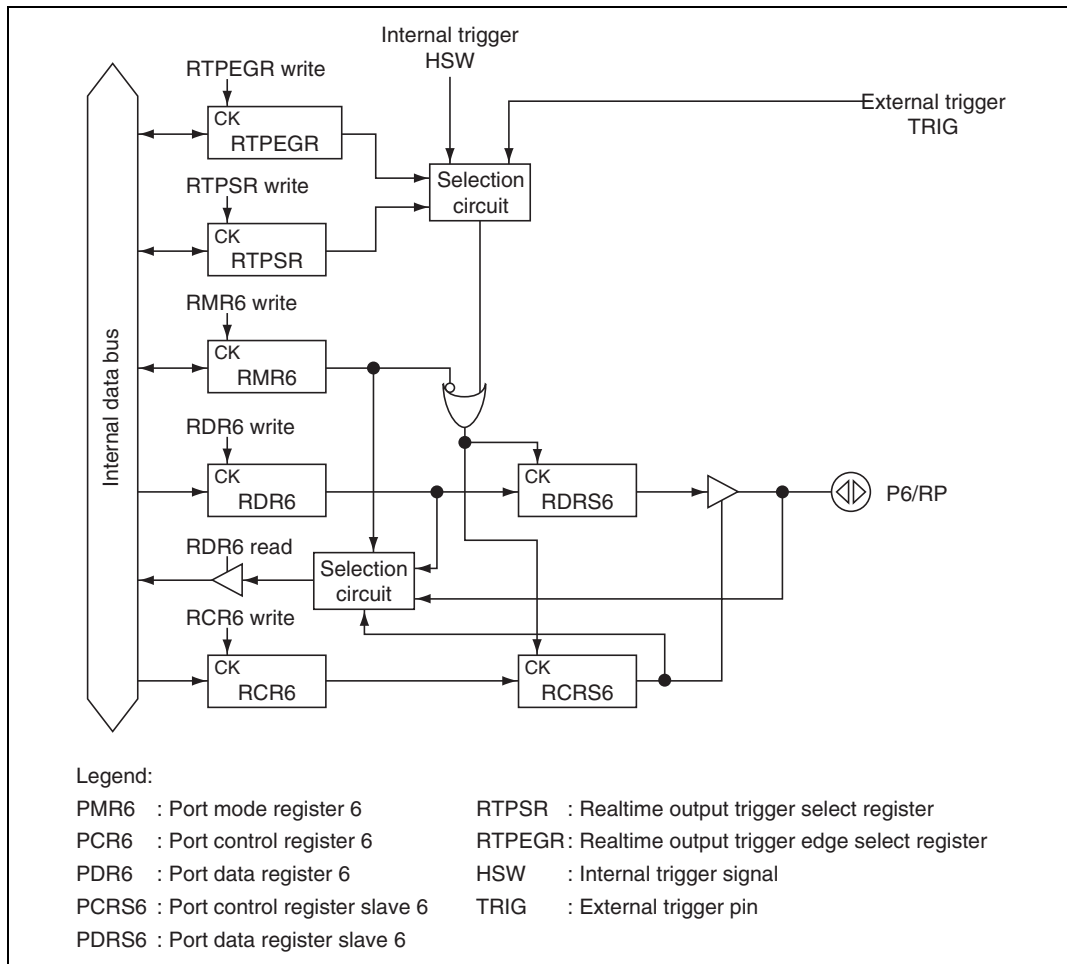 Internal trigger
HSW
RTPEGR write
External trigger
TRIG
CK
RTPEGR
RTPSR write
Selection
circuit
CK
RTPSR
RMR6 write
Internal data bus
CK
RMR6
RDR6 write
CK
RDR6
CK
RDRS6
P6/RP
RDR6 read
Selection
circuit
RCR6 write
CK
RCR6
CK
RCRS6
Legend:
PMR6 : Port mode register 6
PCR6 : Port control register 6
PDR6 : Port data register 6
PCRS6 : Port control register slave 6
PDRS6 : Port data register slave 6
RTPSR : Realtime output trigger select register
RTPEGR : Realtime output trigger edge select register
HSW : Internal trigger signal
TRIG : External trigger pin